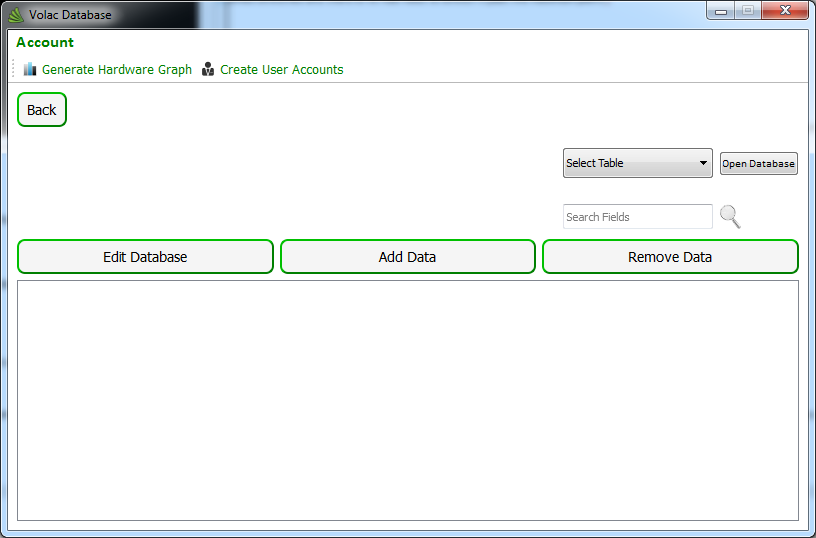 Volac Database
Account
Generate Hardware Graph Create User Accounts
Back
Select Table Open Database
Search Fields
Edit Database Add Data Remove Data